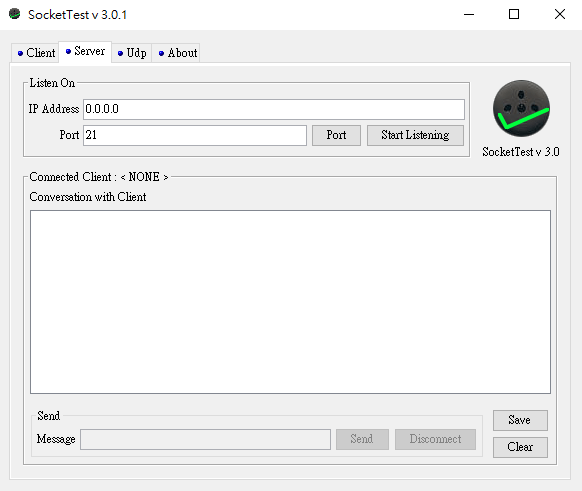 SocketTest v 3.0.1
Client Server Udp About
Listen On
IP Address 0.0.0.0
Port 21 Port Start Listening
SocketTest v 3.0
Connected Client : < NONE >
Conversation with Client
Send
Message Send Disconnect
Save
Clear